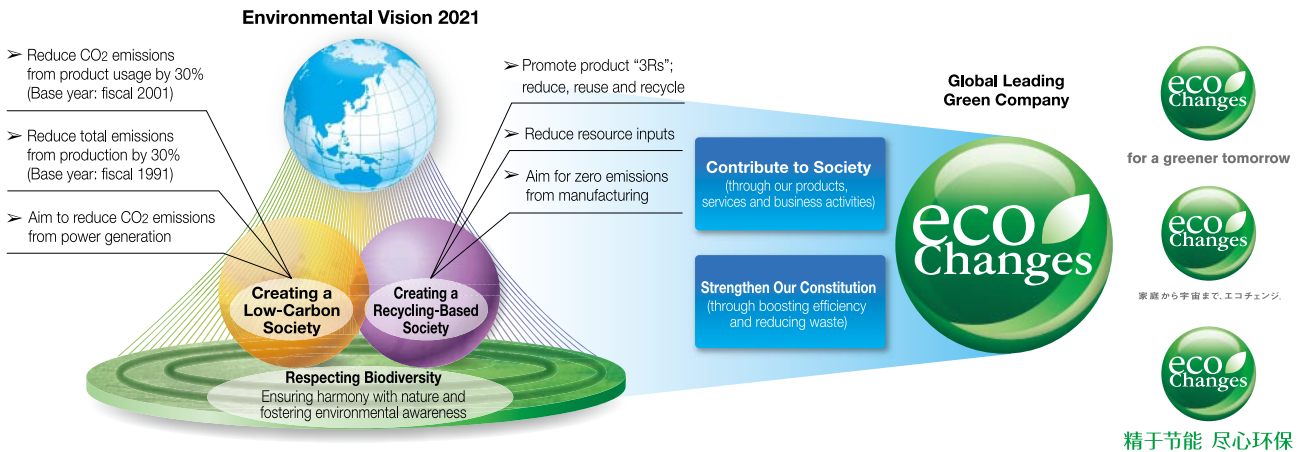 Environmental Vision 2021
➢ Reduce CO2 emissions
from product usage by 30%
(Base year: fiscal 2001)
➢ Reduce total emissions
from production by 30%
(Base year: fiscal 1991)
➢ Aim to reduce CO2 emissions
from power generation
➢ Promote product “3Rs”;
reduce, reuse and recycle
➢ Reduce resource inputs
➢ Aim for zero emissions
from manufacturing
Creating a
Low-Carbon
Society
Creating a
Recycling-Based
Society
Respecting Biodiversity
Ensuring harmony with nature and
fostering environmental awareness
Contribute to Society
(through our products,
services and business activities)
Strengthen Our Constitution
(through boosting efficiency
and reducing waste)
Global Leading
Green Company
eco
Changes
eco
Changes
for a greener tomorrow
eco
Changes
家庭から宇宙まで、エコチェンジ。
eco
Changes
精于节能 尽心环保